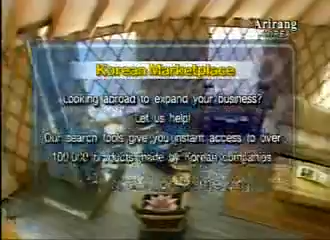 Arirang
KOREA
Korean Marketplace
Looking abroad to expand your business?
Let us help!
Our search tools give you instant access to over
100,000 products made by Korean companies